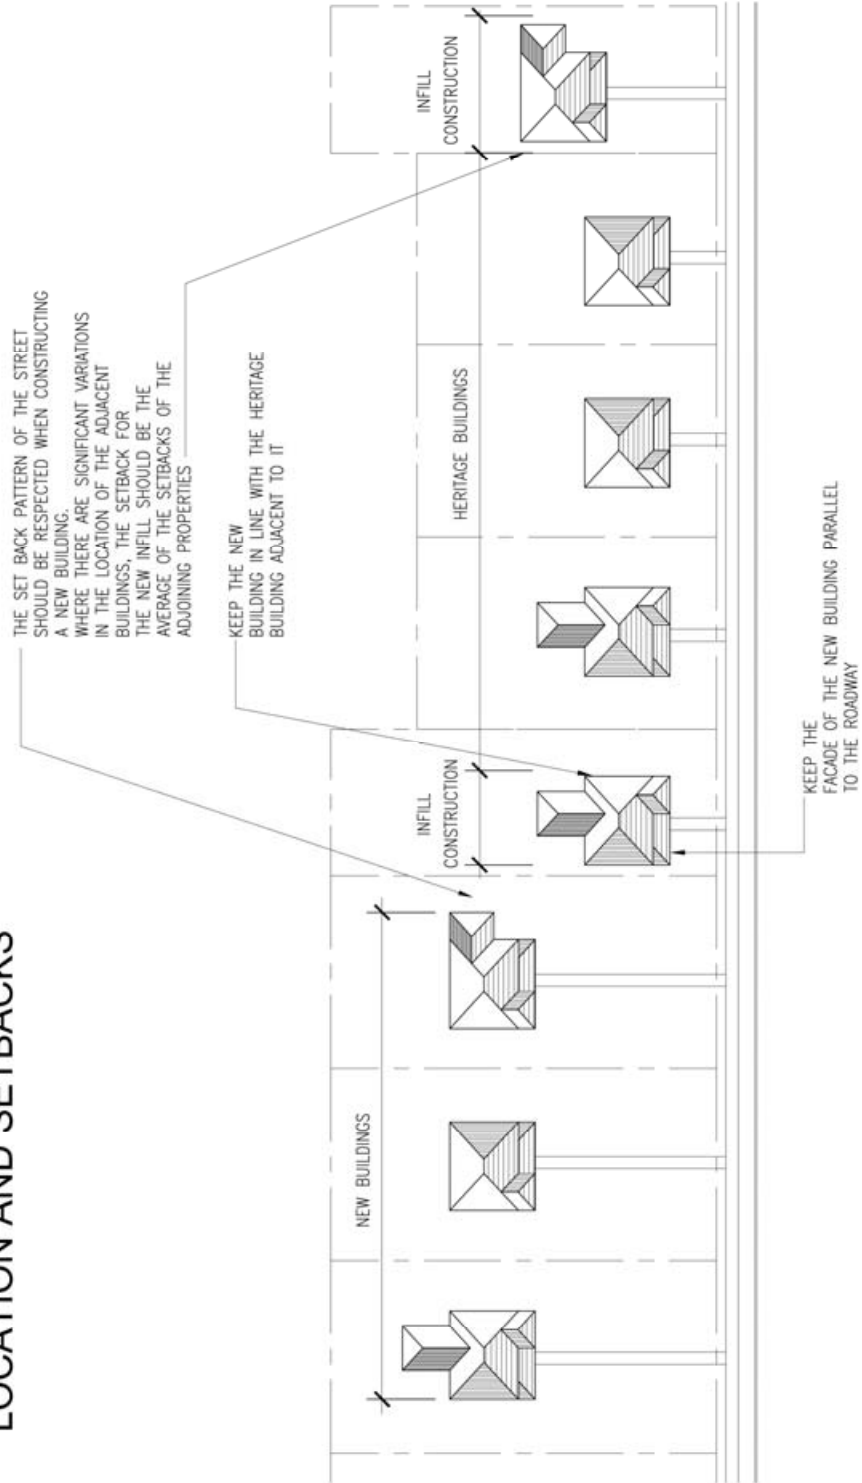 LOCATION AND SETBACKS
THE SET BACK PATTERN OF THE STREET
SHOULD BE RESPECTED WHEN CONSTRUCTING
A NEW BUILDING.
WHERE THERE ARE SIGNIFICANT VARIATIONS
IN THE LOCATION OF THE ADJACENT
BUILDINGS, THE SETBACK FOR
THE NEW INFILL SHOULD BE THE
AVERAGE OF THE SETBACKS OF THE
ADJOINING PROPERTIES
KEEP THE NEW
BUILDING IN LINE WITH THE HERITAGE
BUILDING ADJACENT TO IT
NEW BUILDINGS
INFILL
CONSTRUCTION
HERITAGE BUILDINGS
INFILL
CONSTRUCTION
KEEP THE
FACADE OF THE NEW BUILDING PARALLEL
TO THE ROADWAY